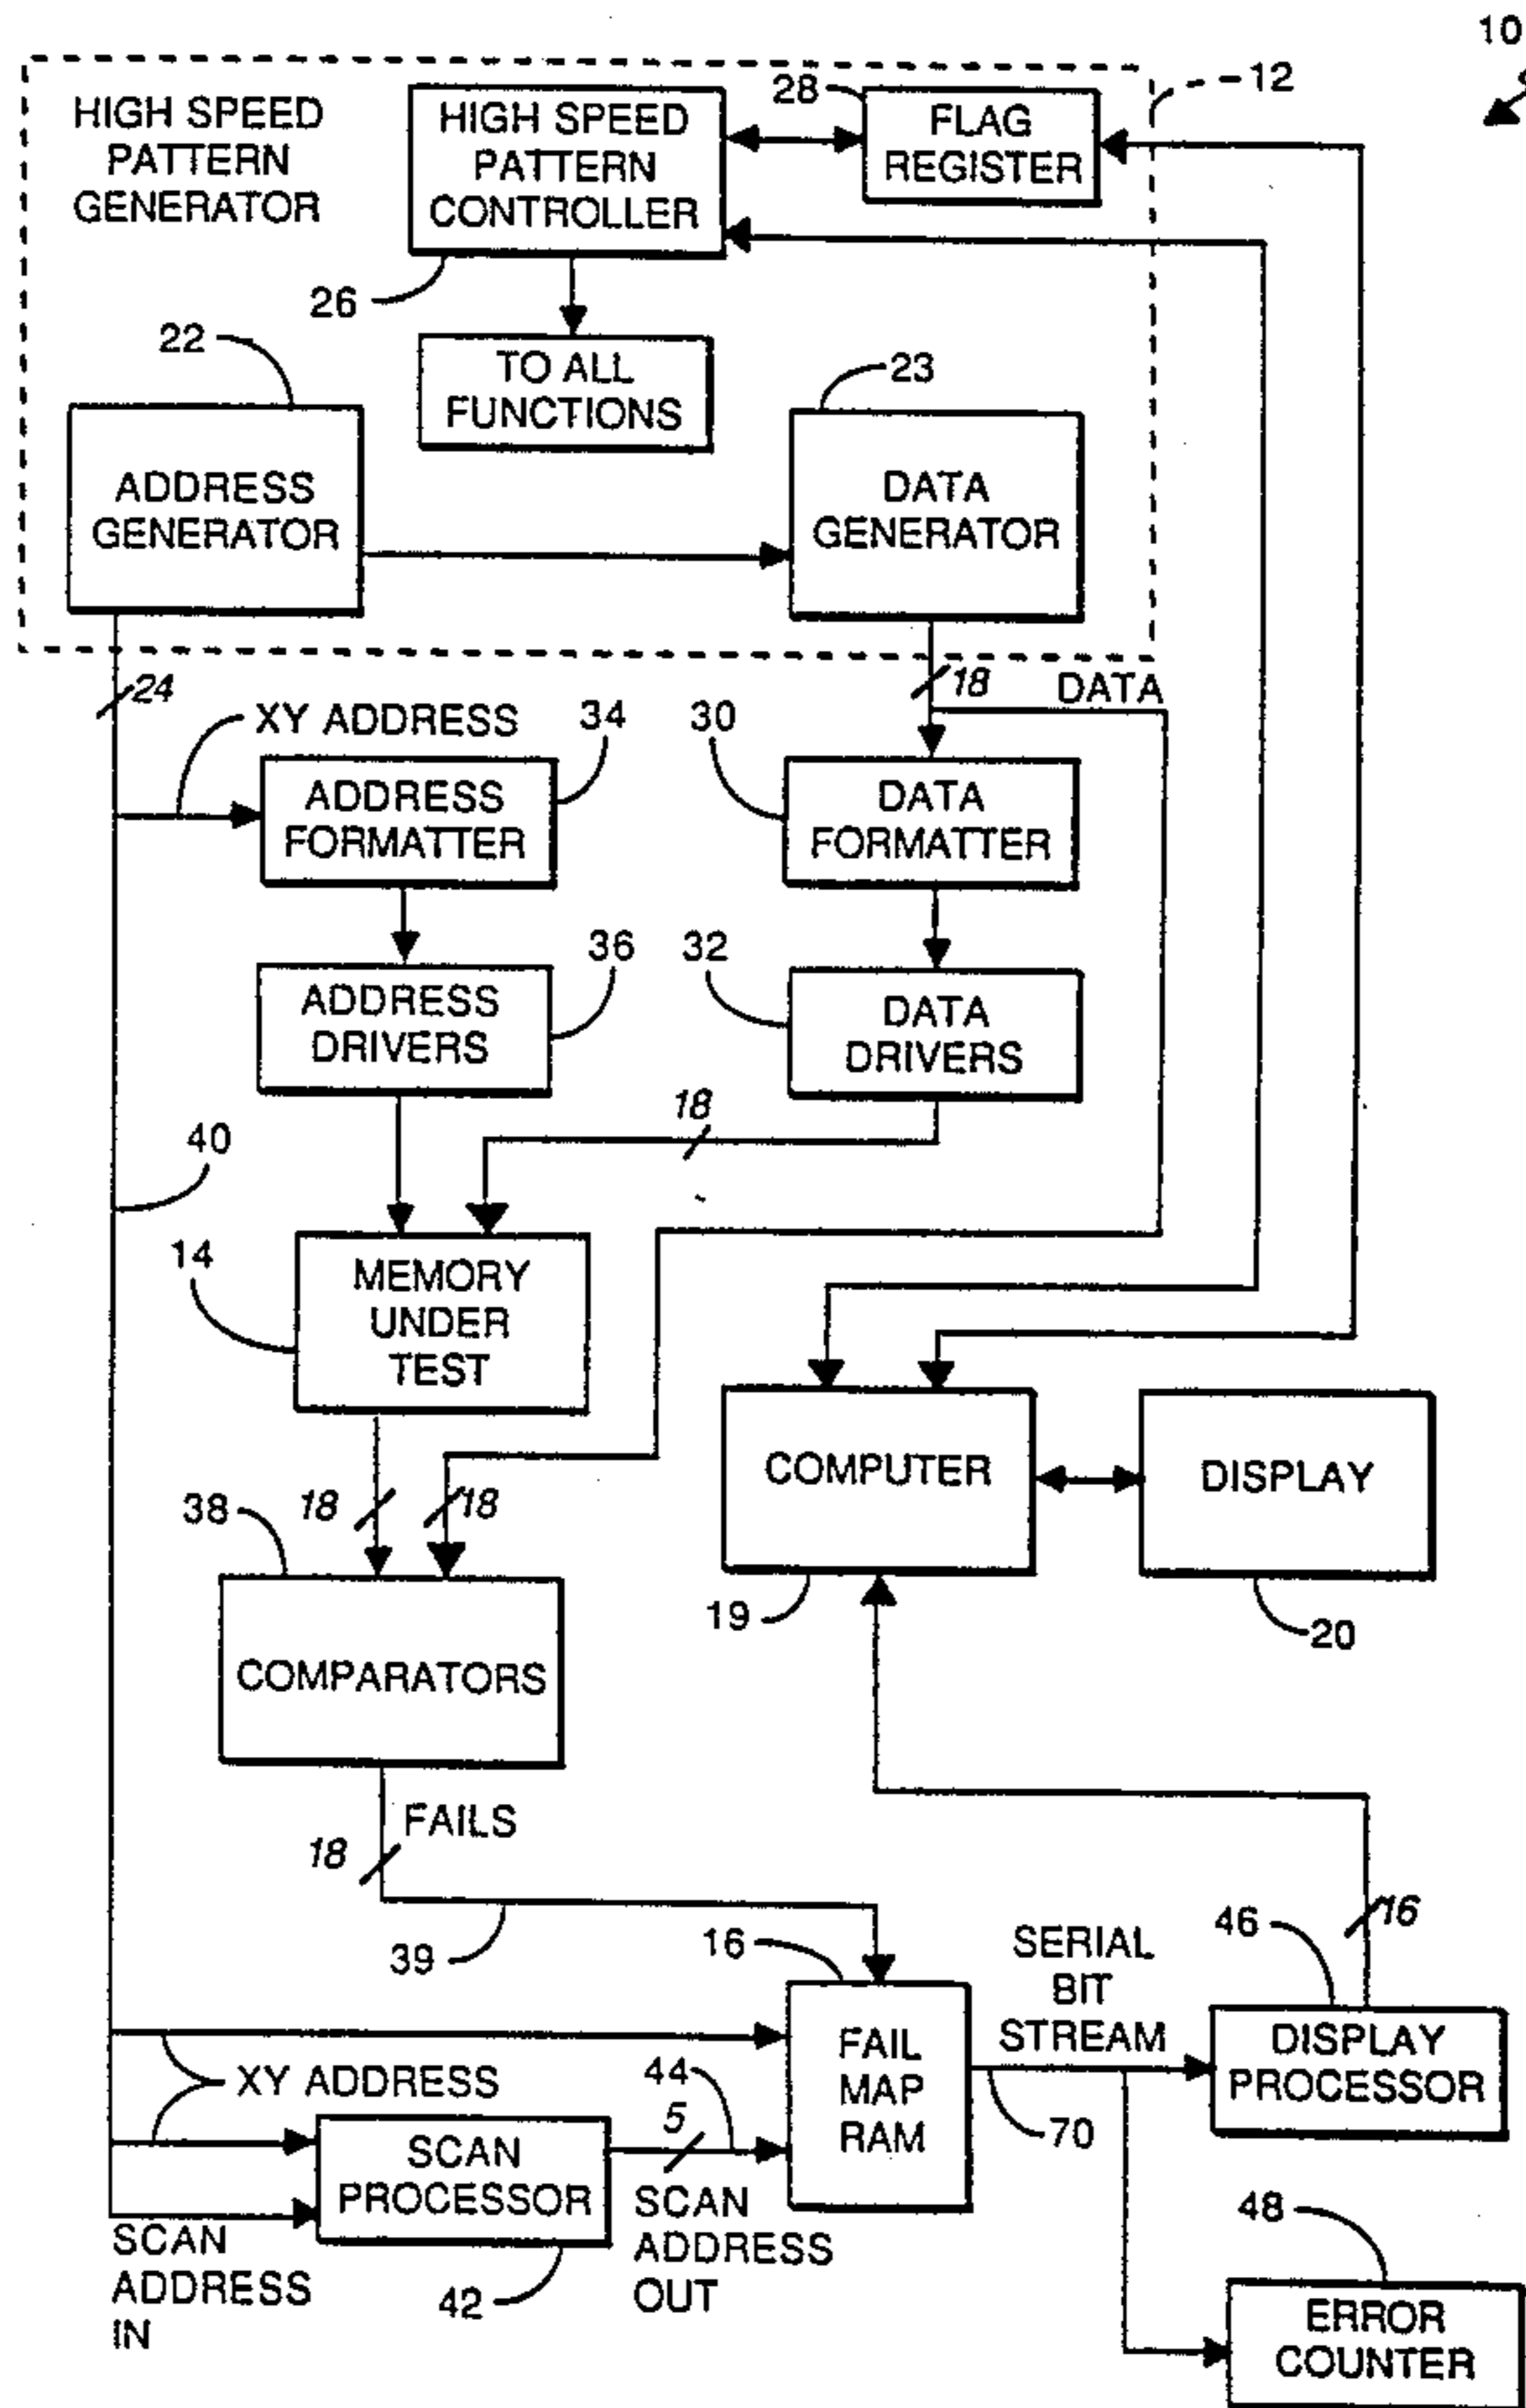 10
12
HIGH SPEED
PATTERN
GENERATOR
HIGH SPEED
PATTERN
CONTROLLER
28
FLAG
REGISTER
26
22
TO ALL
FUNCTIONS
23
ADDRESS
GENERATOR
DATA
GENERATOR
24
18
DATA
XY ADDRESS
34
30
ADDRESS
FORMATTER
DATA
FORMATTER
36
32
ADDRESS
DRIVERS
DATA
DRIVERS
18
40
14
MEMORY
UNDER
TEST
COMPUTER
DISPLAY
18
18
38
19
20
COMPARATORS
FAILS
18
39
16
SERIAL
BIT
STREAM
46
16
FAIL
MAP
RAM
DISPLAY
PROCESSOR
XY ADDRESS
44
5
70
SCAN
PROCESSOR
SCAN
ADDRESS
OUT
SCAN
ADDRESS
IN
42
48
ERROR
COUNTER